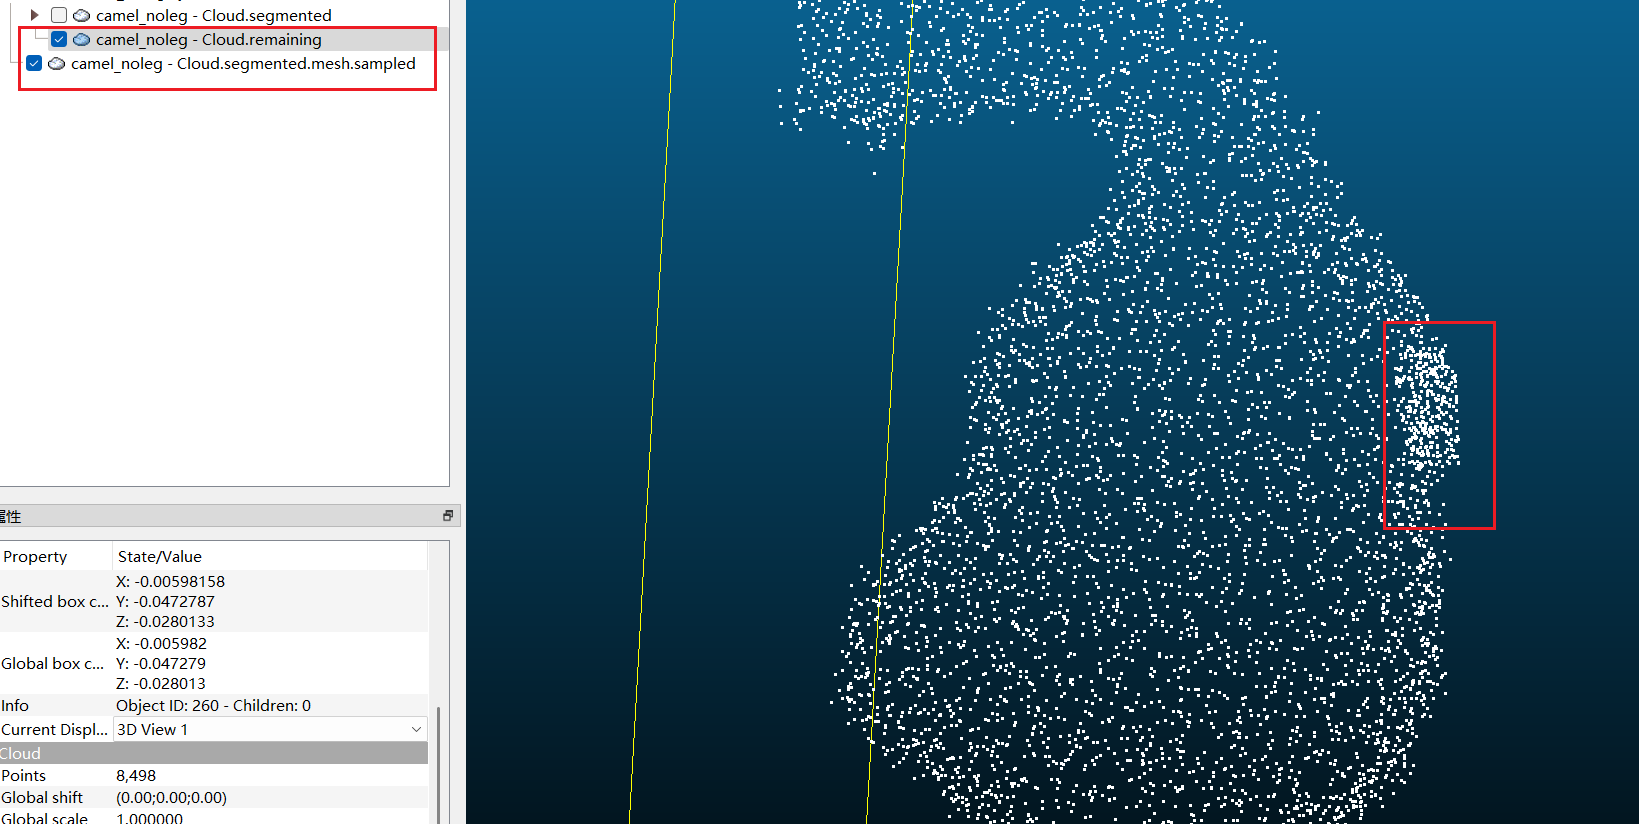 camel_noleg - Cloud.segmented
camel_noleg - Cloud.remaining
camel_noleg - Cloud.segmented.mesh.sampled
属性
Property State/Value
X: -0.00598158
Shifted box c... Y: -0.0472787
Z: -0.0280133
X: -0.005982
Global box c... Y: -0.047279
Z: -0.028013
Info Object ID: 260 - Children: 0
Current Displ... 3D View 1
Cloud
Points 8,498
Global shift (0.00;0.00;0.00)
Global scale 1.000000